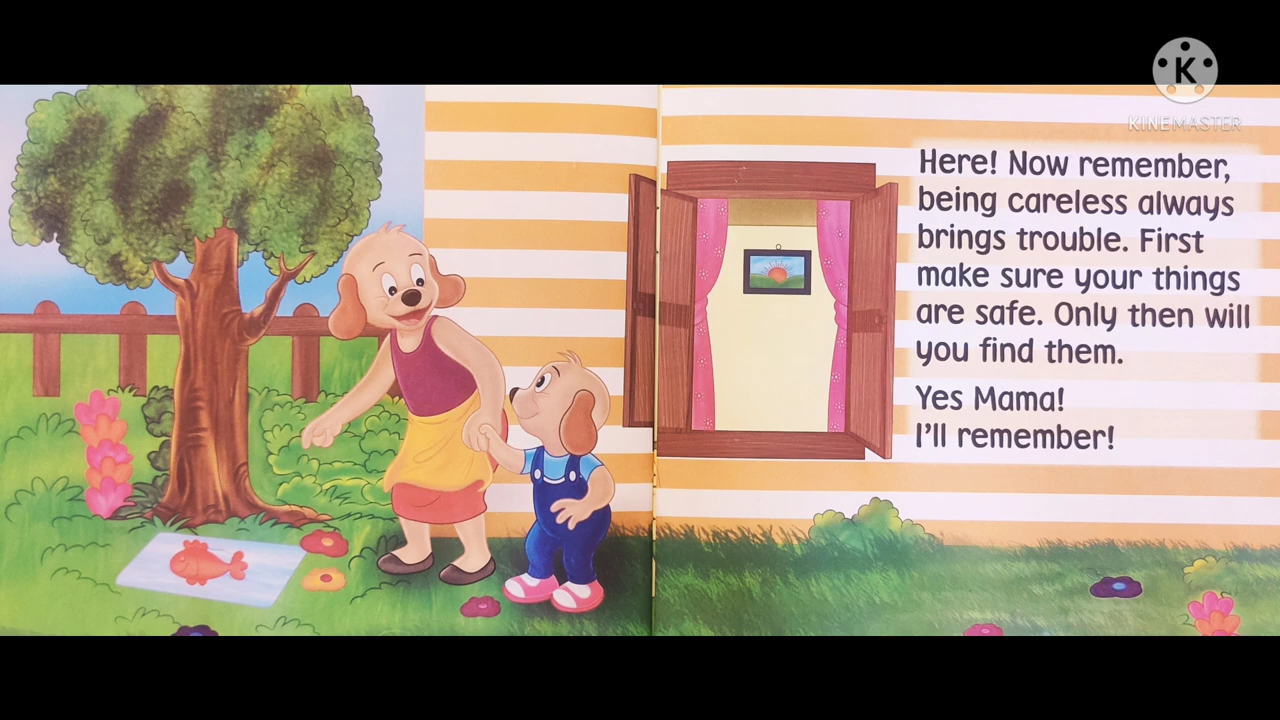 K
KINEMASTER
Here! Now remember,
being careless always
brings trouble. First
make sure your things
are safe. Only then will
you find them.
Yes Mama!
I'll remember!